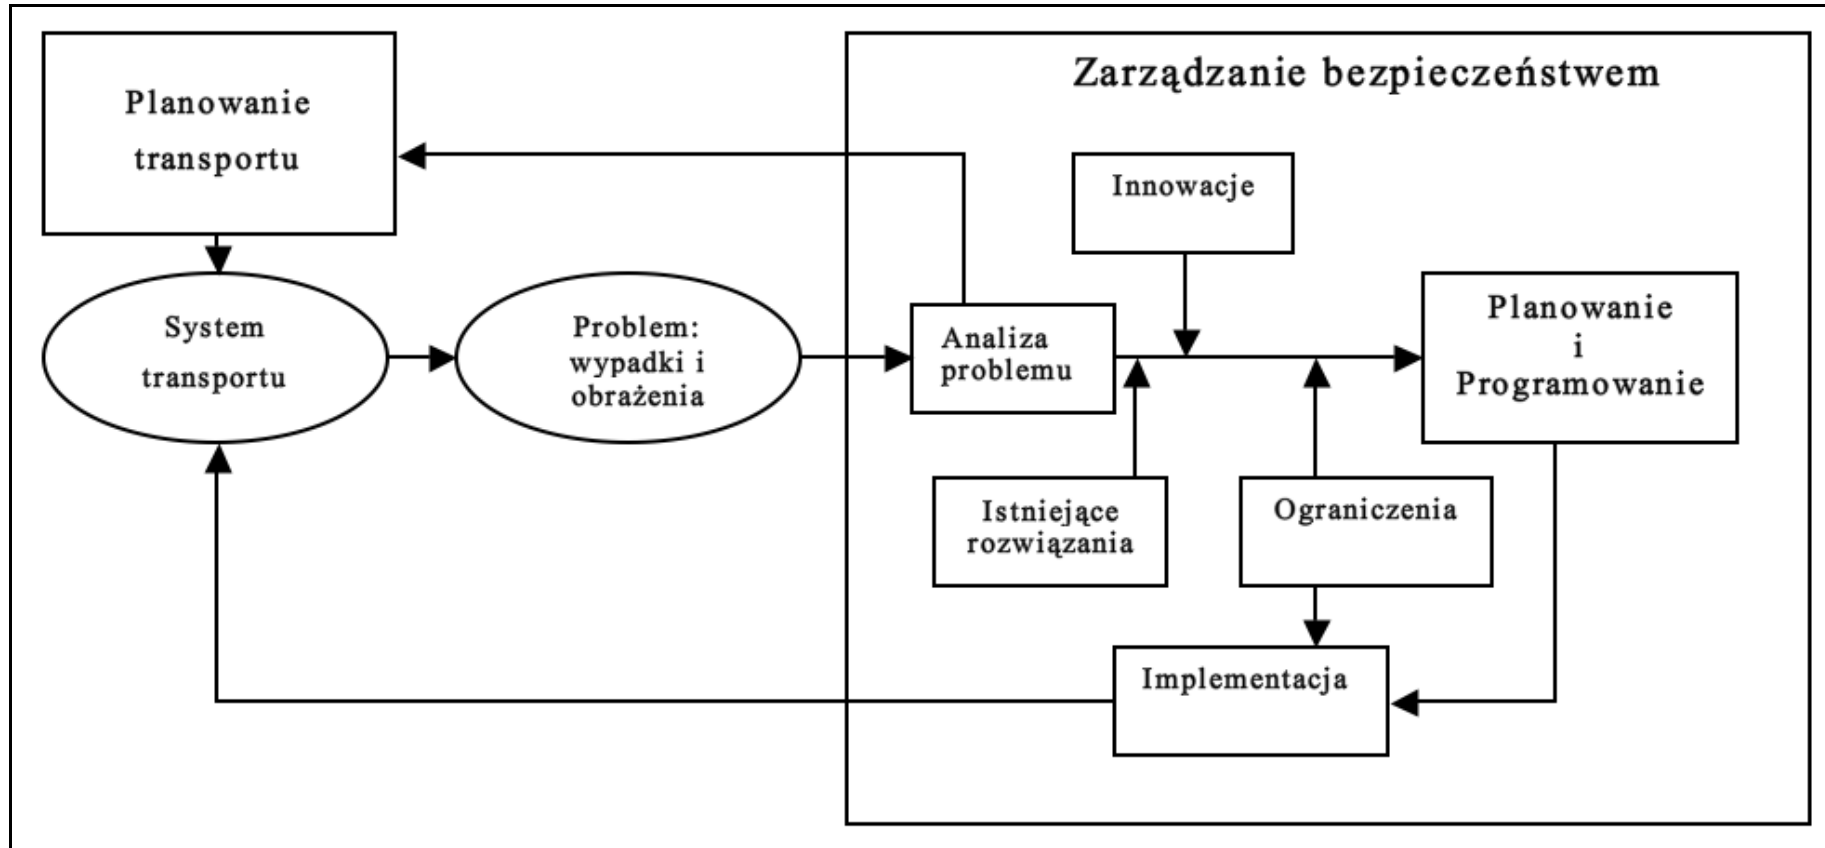 Planowanie
transportu
Zarządzanie bezpieczeństwem
Innowacje
System
transportu
Problem:
wypadki i
obrażenia
Analiza
problemu
Planowanie
i
Programowanie
Istniejące
rozwiązania
Ograniczenia
Implementacja